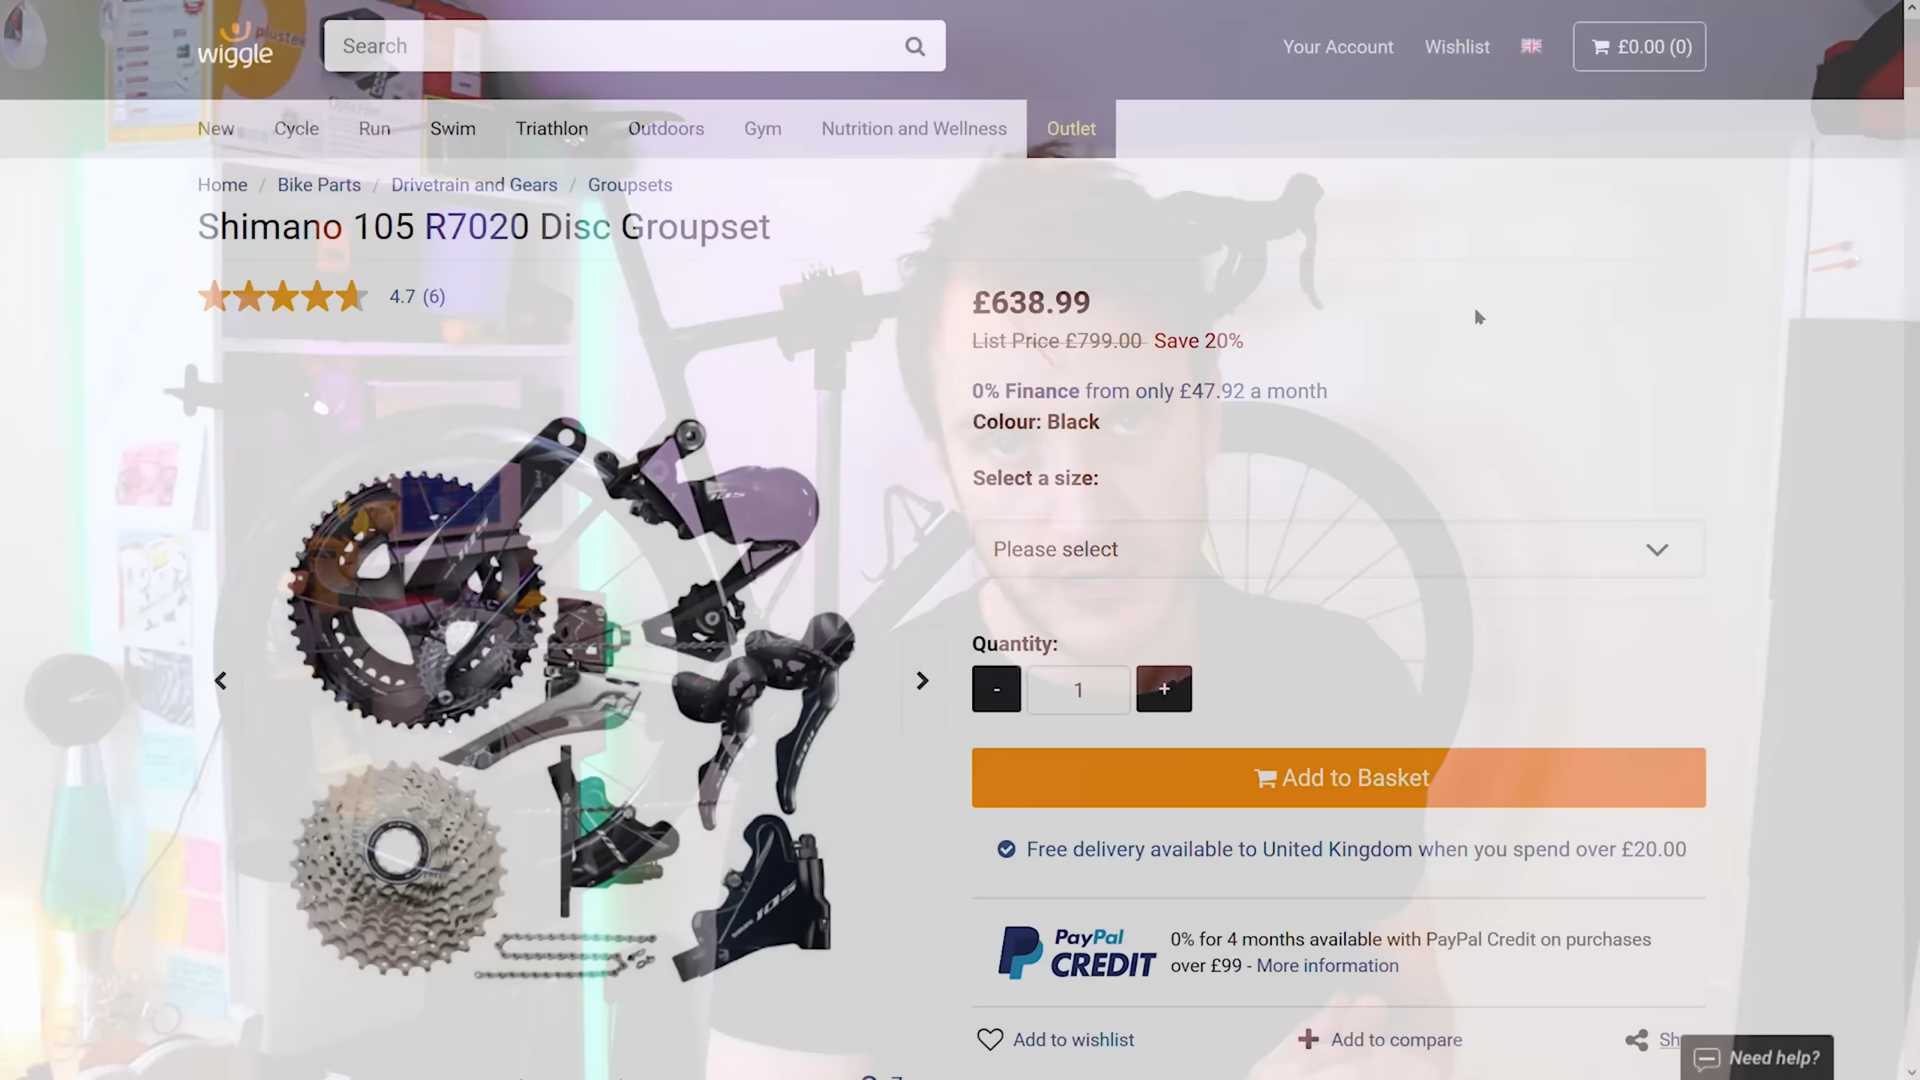 wiggle
Search
Your Account
Wishlist
£0.00 (0)
New
Cycle
Run
Swim
Triathlon
Outdoors
Gym
Nutrition and Wellness
Outlet
Home / Bike Parts / Drivetrain and Gears / Groupsets
Shimano 105 R7020 Disc Groupset
4.7 (6)
£638.99
List Price £799.00 Save 20%
0% Finance from only £47.92 a month
Colour: Black
Select a size:
Please select
Quantity:
- 1 +
Add to Basket
Free delivery available to United Kingdom when you spend over £20.00
PayPal
CREDIT
0% for 4 months available with PayPal Credit on purchases
over £99 - More information
Add to wishlist
Add to compare
Need help?
plustek
105
105